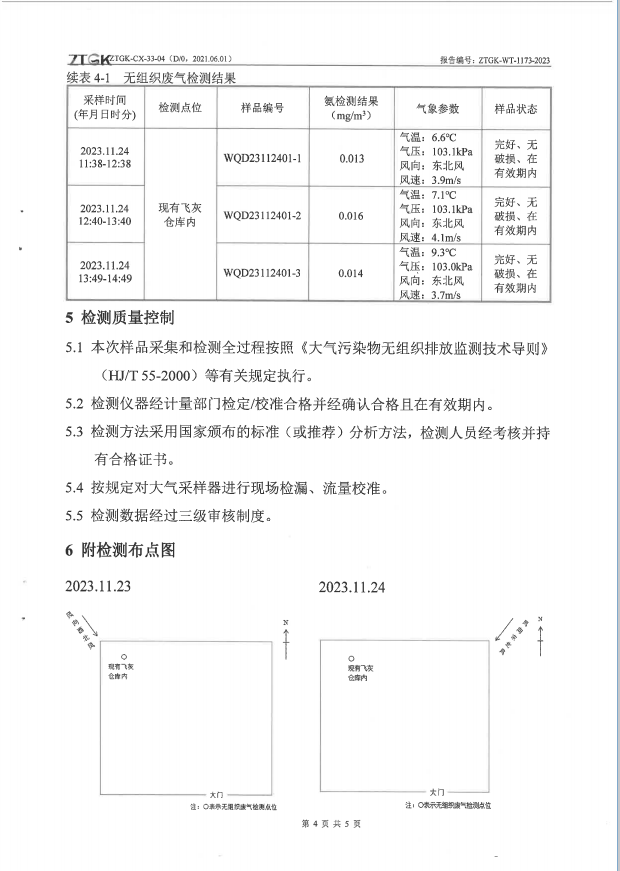 ZTGK ZTGK-CX-33-04（D/0，2021.06.01） 报告编号：ZTGK-WT-1173-2023
续表 4-1 无组织废气检测结果
采样时间
(年月日时分)
检测点位
样品编号
氨检测结果
（mg/m³）
气象参数
样品状态
2023.11.24
11:38-12:38
WQD23112401-1
0.013
气温：6.6℃
气压：103.1kPa
风向：东北风
风速：3.9m/s
完好、无
破损、在
有效期内
现有飞灰
仓库内
2023.11.24
12:40-13:40
WQD23112401-2
0.016
气温：7.1℃
气压：103.1kPa
风向：东北风
风速：4.1m/s
完好、无
破损、在
有效期内
2023.11.24
13:49-14:49
WQD23112401-3
0.014
气温：9.3℃
气压：103.0kPa
风向：东北风
风速：3.7m/s
完好、无
破损、在
有效期内
5 检测质量控制
5.1 本次样品采集和检测全过程按照《大气污染物无组织排放监测技术导则》
（HJ/T 55-2000）等有关规定执行。
5.2 检测仪器经计量部门检定/校准合格并经确认合格且在有效期内。
5.3 检测方法采用国家颁布的标准（或推荐）分析方法，检测人员经考核并持
有合格证书。
5.4 按规定对大气采样器进行现场检漏、流量校准。
5.5 检测数据经过三级审核制度。
6 附检测布点图
2023.11.23
2023.11.24
风向西北风
N
现有飞灰
仓库内
大门
注：○表示无组织废气检测点位
风向东北风
N
现有飞灰
仓库内
大门
注：○表示无组织废气检测点位
第 4 页 共 5 页